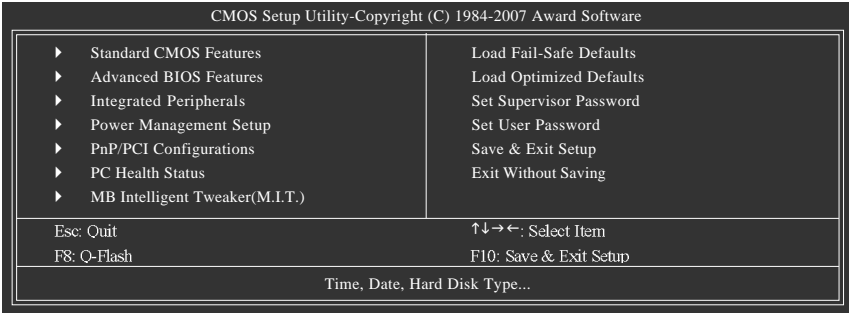 CMOS Setup Utility-Copyright (C) 1984-2007 Award Software
Standard CMOS Features
Advanced BIOS Features
Integrated Peripherals
Power Management Setup
PnP/PCI Configurations
PC Health Status
MB Intelligent Tweaker(M.I.T.)
Load Fail-Safe Defaults
Load Optimized Defaults
Set Supervisor Password
Set User Password
Save & Exit Setup
Exit Without Saving
Esc: Quit
↑↓→←: Select Item
F8: Q-Flash
F10: Save & Exit Setup
Time, Date, Hard Disk Type...